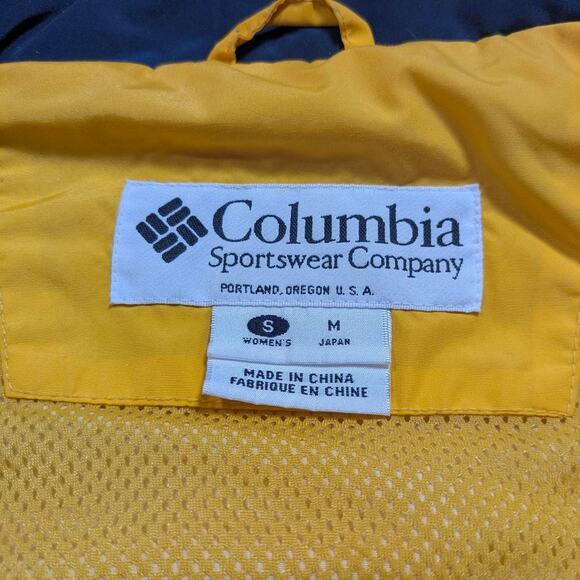 Columbia
Sportswear Company
PORTLAND, OREGON U. S. A.
S M
WOMEN'S JAPAN
MADE IN CHINA
FABRIQUE EN CHINE